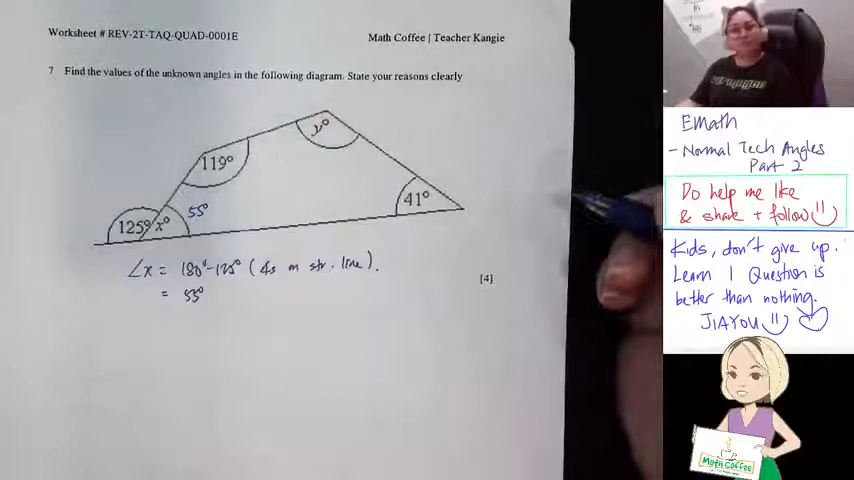 Worksheet # REV-2T-TAQ-QUAD-0001E
Math Coffee | Teacher Kangie
7 Find the values of the unknown angles in the following diagram. State your reasons clearly
y°
119°
55°
41°
125° x°
∠x = 180° - 125° (∠s on str. line).
= 55°
[4]
EMath
- Normal Tech Angles
Part 2
Do help me like
& share + follow
Kids, don't give up.
Learn 1 Question is
better than nothing.
JIAYOU
Math Coffee